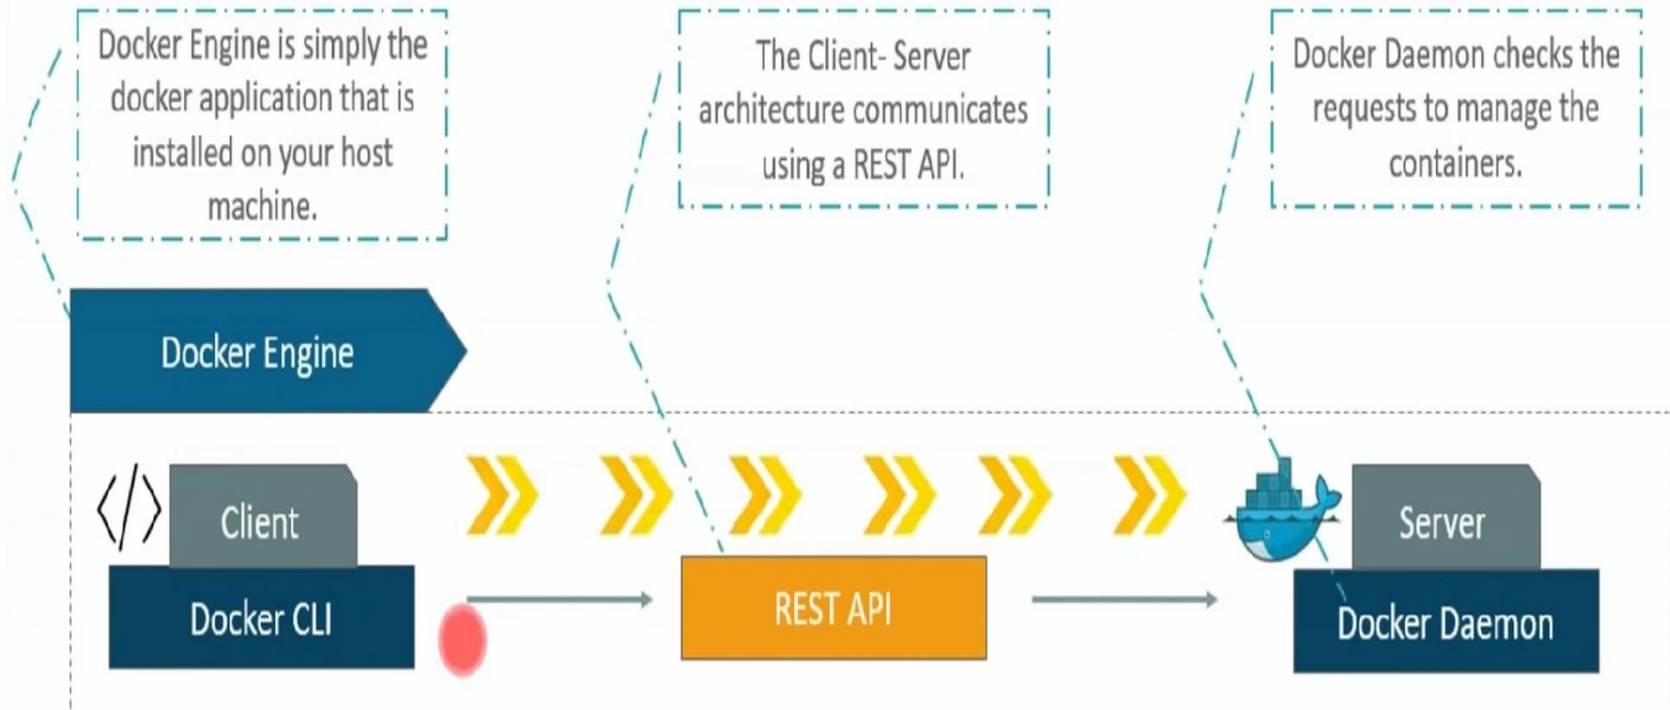 Docker Engine is simply the
docker application that is
installed on your host
machine.
The Client- Server
architecture communicates
using a REST API.
Docker Daemon checks the
requests to manage the
containers.
Docker Engine
</>
Client
Docker CLI
REST API
Server
Docker Daemon